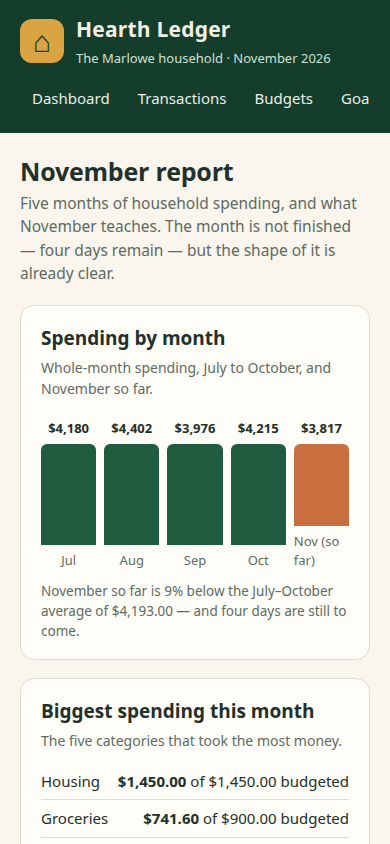 Hearth Ledger
The Marlowe household · November 2026
Dashboard Transactions Budgets Goa
November report
Five months of household spending, and what
November teaches. The month is not finished
— four days remain — but the shape of it is
already clear.
Spending by month
Whole-month spending, July to October, and
November so far.
$4,180 $4,402 $3,976 $4,215 $3,817
Jul Aug Sep Oct Nov (so
far)
November so far is 9% below the July–October
average of $4,193.00 — and four days are still to
come.
Biggest spending this month
The five categories that took the most money.
Housing $1,450.00 of $1,450.00 budgeted
Groceries $741.60 of $900.00 budgeted